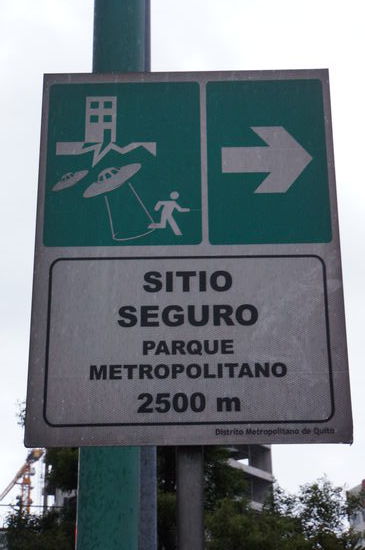 SITIO
SEGURO
PARQUE
METROPOLITANO
2500 m
Distrito Metropolitano de Quito